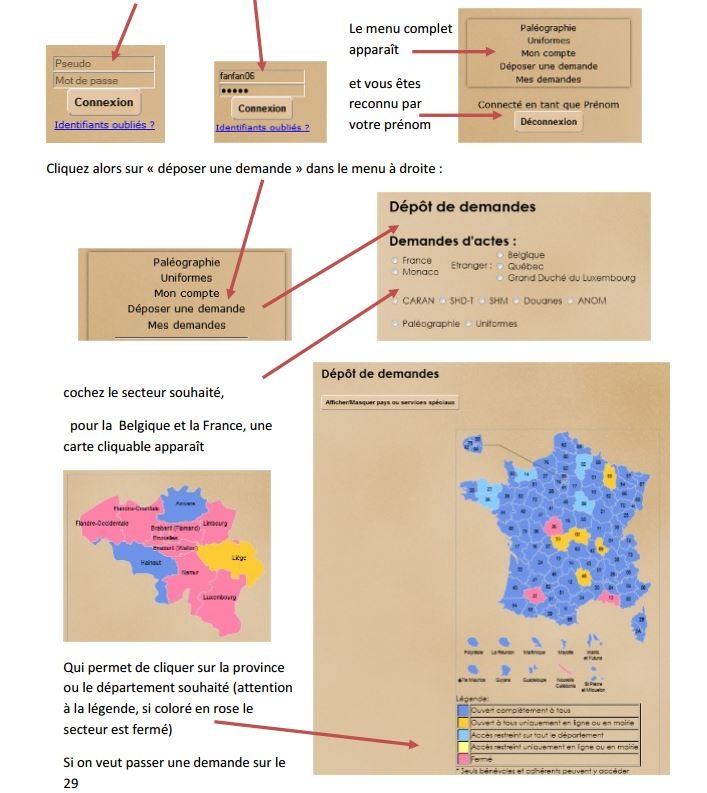 Le menu complet
apparaît
et vous êtes
reconnu par
votre prénom
Pseudo
Mot de passe
Connexion
Identifiants oubliés ?
fanfan06
•••••
Connexion
Identifiants oubliés ?
Paléographie
Uniformes
Mon compte
Déposer une demande
Mes demandes
Connecté en tant que Prénom
Déconnexion
Cliquez alors sur « déposer une demande » dans le menu à droite :
Paléographie
Uniformes
Mon compte
Déposer une demande
Mes demandes
Dépôt de demandes
Demandes d'actes :
France
Monaco
Etranger :
Belgique
Québec
Grand Duché du Luxembourg
CARAN SHD-T SHM Douanes ANOM
Paléographie Uniformes
cochez le secteur souhaité,
pour la Belgique et la France, une
carte cliquable apparaît
Flandre-Occidentale
Flandre-Orientale
Anvers
Limbourg
Brabant (Flamand)
Bruxelles
Brabant (Wallon)
Hainaut
Namur
Liège
Luxembourg
Qui permet de cliquer sur la province
ou le département souhaité (attention
à la légende, si coloré en rose le
secteur est fermé)
Si on veut passer une demande sur le
29
Dépôt de demandes
Afficher/Masquer pays ou services spéciaux
Polynésie La Réunion Martinique Mayotte Wallis et Futuna
Ile Maurice Guyane Guadeloupe Nouvelle Calédonie St Pierre et Miquelon
Légende:
Ouvert complètement à tous
Ouvert à tous uniquement en ligne ou en mairie
Accès restreint sur tout le département
Accès restreint uniquement en ligne ou en mairie
Fermé
* Seuls bénévoles et adhérents peuvent y accéder